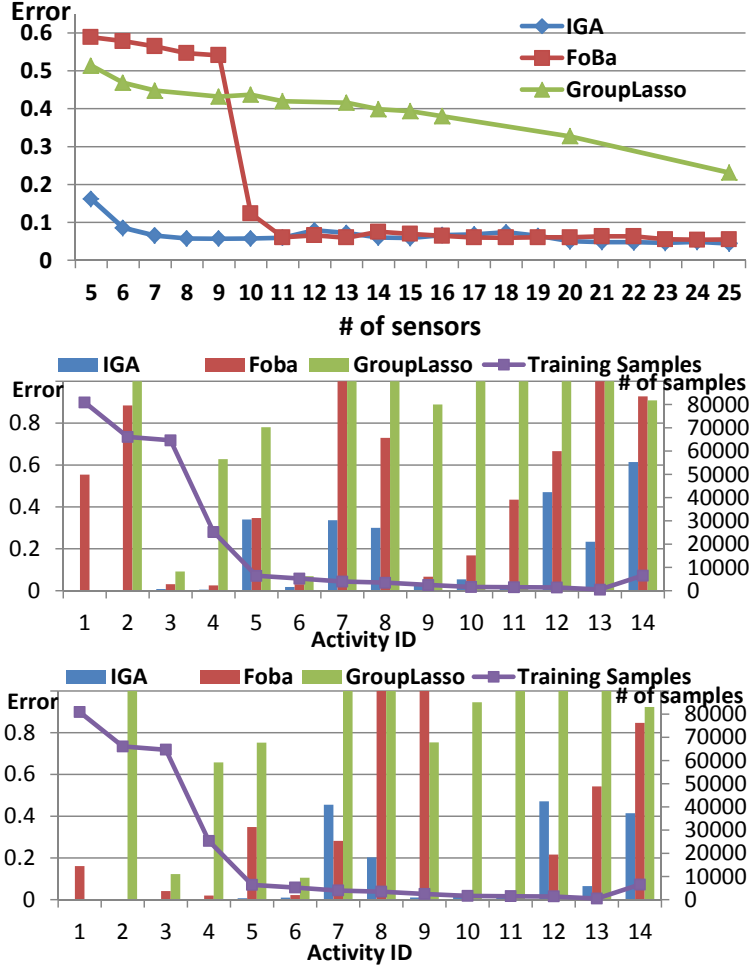 Error
IGA
FoBa
GroupLasso
0.6
0.5
0.4
0.3
0.2
0.1
0
5 6 7 8 9 10 11 12 13 14 15 16 17 18 19 20 21 22 23 24 25
# of sensors
IGA Foba GroupLasso Training Samples
Error
# of samples
0.8
0.6
0.4
0.2
0
80000
70000
60000
50000
40000
30000
20000
10000
0
1 2 3 4 5 6 7 8 9 10 11 12 13 14
Activity ID
IGA Foba GroupLasso Training Samples
Error
# of samples
0.8
0.6
0.4
0.2
0
80000
70000
60000
50000
40000
30000
20000
10000
0
1 2 3 4 5 6 7 8 9 10 11 12 13 14
Activity ID